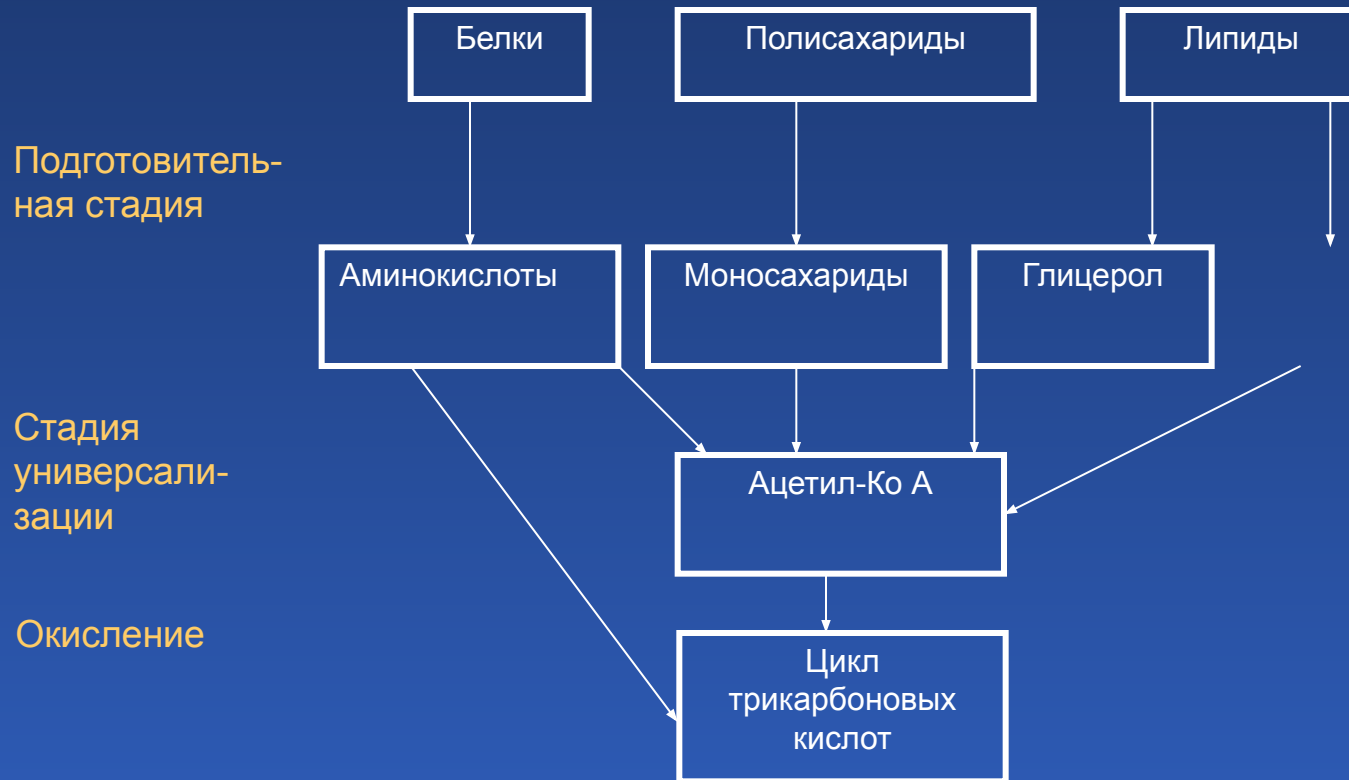 Белки
Полисахариды
Липиды
Подготовитель-
ная стадия
Аминокислоты
Моносахариды
Глицерол
Стадия
универсали-
зации
Ацетил-Ко А
Окисление
Цикл
трикарбоновых
кислот